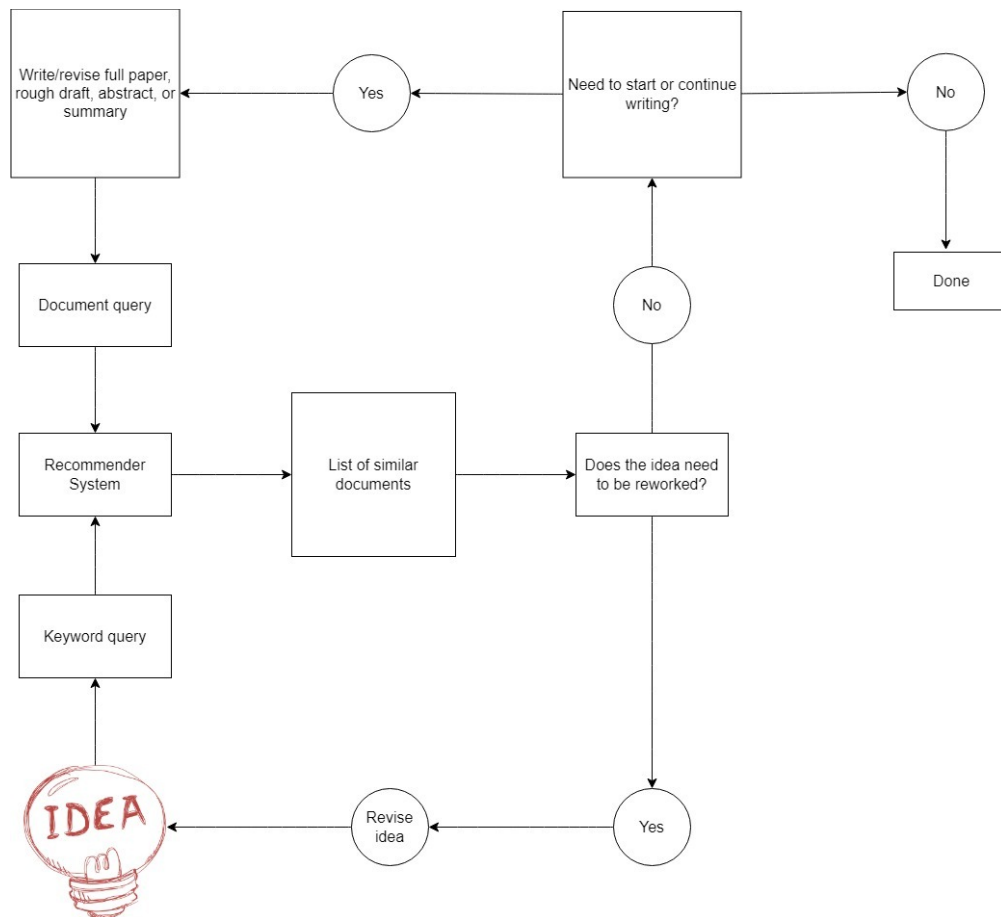 Write/revise full paper,
rough draft, abstract, or
summary
Yes
Need to start or continue
writing?
No
Document query
No
Done
Recommender
System
List of similar
documents
Does the idea need
to be reworked?
Keyword query
IDEA
Revise
idea
Yes